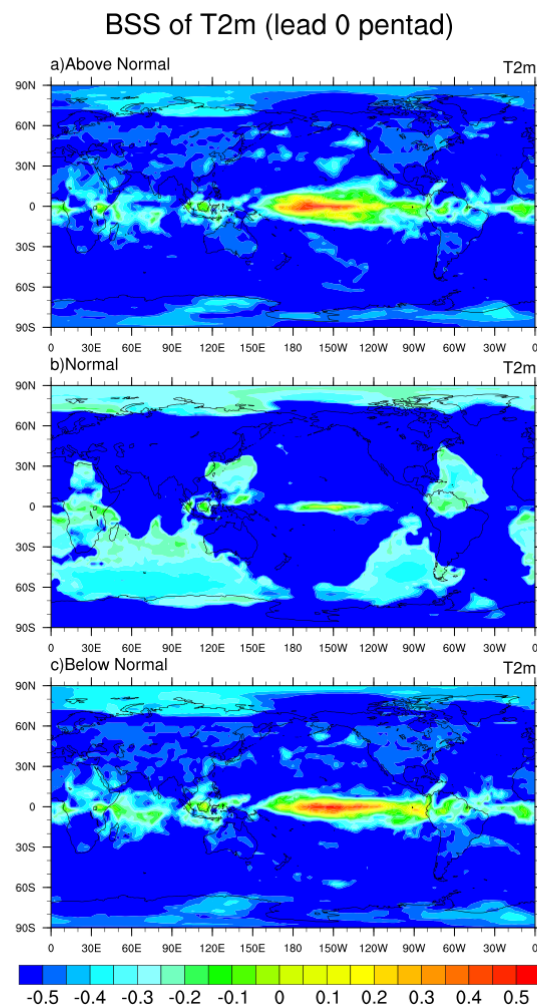 BSS of T2m (lead 0 pentad)
a)Above Normal T2m
90N
60N
30N
0
30S
60S
90S
0 30E 60E 90E 120E 150E 180 150W 120W 90W 60W 30W 0
b)Normal T2m
90N
60N
30N
0
30S
60S
90S
0 30E 60E 90E 120E 150E 180 150W 120W 90W 60W 30W 0
c)Below Normal T2m
90N
60N
30N
0
30S
60S
90S
0 30E 60E 90E 120E 150E 180 150W 120W 90W 60W 30W 0
-0.5 -0.4 -0.3 -0.2 -0.1 0 0.1 0.2 0.3 0.4 0.5